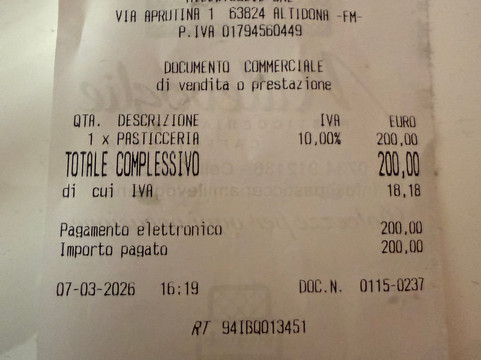 VIA APRUTINA 1 63824 ALTIDONA -FM-
P.IVA 01794560449
DOCUMENTO COMMERCIALE
di vendita o prestazione
QTA. DESCRIZIONE IVA EURO
1 x PASTICCERIA 10,00% 200,00
TOTALE COMPLESSIVO 200,00
di cui IVA 18,18
Pagamento elettronico 200,00
Importo pagato 200,00
07-03-2026 16:19 DOC.N. 0115-0237
RT 94IBQ013451